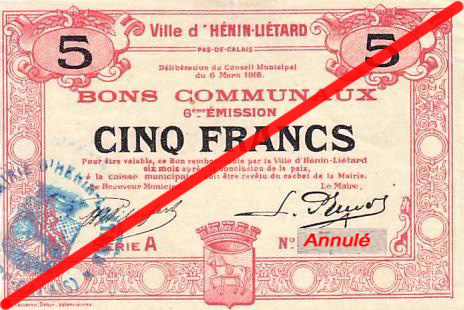 5 Ville d'HÉNIN-LIÉTARD 5
PAS-DE-CALAIS
Délibération du Conseil Municipal
du 6 Mars 1916.
BONS COMMUNAUX
6ème ÉMISSION
CINQ FRANCS
Pour être valable, ce Bon remboursable par la Ville d'Hénin-Liétard
six mois après la conclusion de la paix,
à la caisse municipale doit être revêtu du cachet de la Mairie.
Le Receveur Municipal Le Maire,
SÉRIE A No Annulé